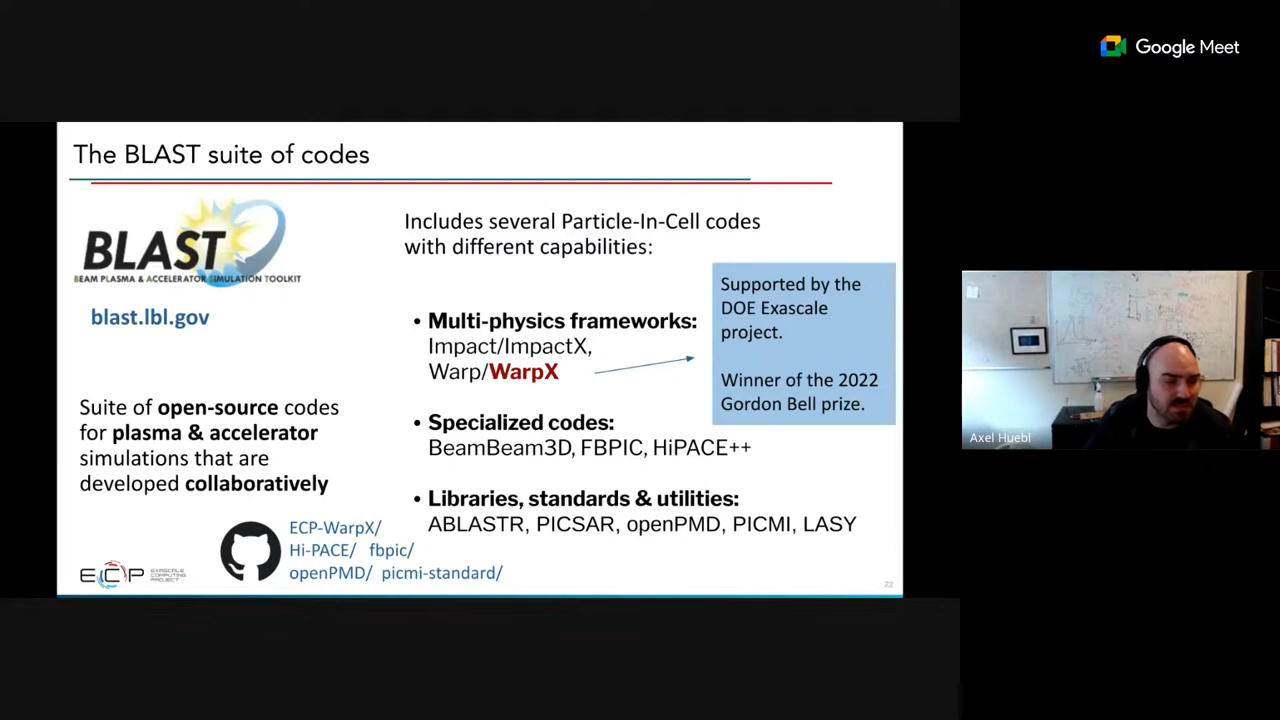 Google Meet
The BLAST suite of codes
BLAST
BEAM PLASMA & ACCELERATOR SIMULATION TOOLKIT
blast.lbl.gov
Suite of open-source codes
for plasma & accelerator
simulations that are
developed collaboratively
ECP-WarpX/
Hi-PACE/ fbpic/
openPMD/ picmi-standard/
ECP
EXASCALE
COMPUTING
PROJECT
Includes several Particle-In-Cell codes
with different capabilities:
• Multi-physics frameworks:
Impact/ImpactX,
Warp/WarpX
Supported by the
DOE Exascale
project.
Winner of the 2022
Gordon Bell prize.
• Specialized codes:
BeamBeam3D, FBPIC, HiPACE++
• Libraries, standards & utilities:
ABLASTR, PICSAR, openPMD, PICMI, LASY
22
Axel Huebl